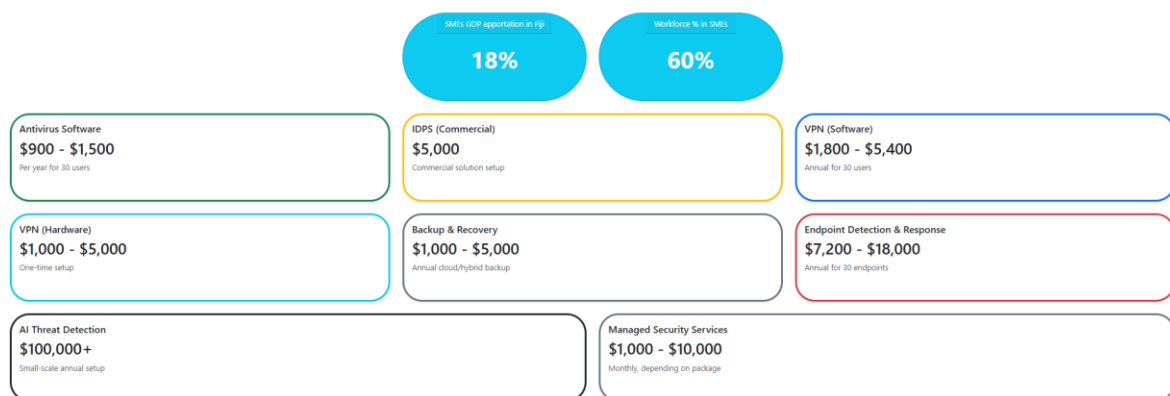 SMEs GDP apportation in Fiji
18%
Workforce % in SMEs
60%
Antivirus Software
$900 - $1,500
Per year for 30 users
IDPS (Commercial)
$5,000
Commercial solution setup
VPN (Software)
$1,800 - $5,400
Annual for 30 users
VPN (Hardware)
$1,000 - $5,000
One-time setup
Backup & Recovery
$1,000 - $5,000
Annual cloud/hybrid backup
Endpoint Detection & Response
$7,200 - $18,000
Annual for 30 endpoints
AI Threat Detection
$100,000+
Small-scale annual setup
Managed Security Services
$1,000 - $10,000
Monthly, depending on package